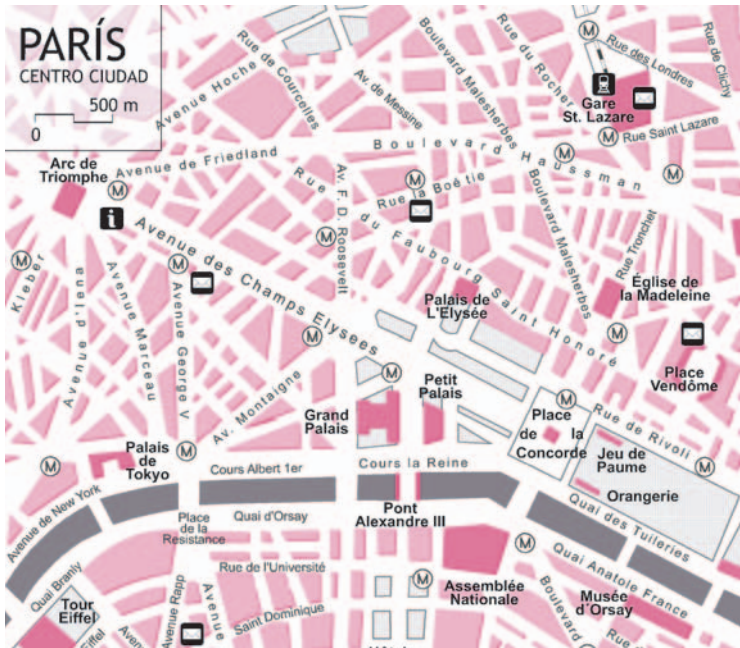 PARÍS
CENTRO CIUDAD
500 m
0
Avenue Hoche
Rue de Courcelles
Av. de Messine
Boulevard Malesherbes
Rue du Rocher
Rue des Londres
Rue de Clichy
Gare
St. Lazare
Rue Saint Lazare
Arc de
Triomphe
M
Avenue de Friedland
Boulevard Haussman
M
M
M
M
M
i
Rue du Faubourg Saint Honoré
Av. F. D. Roosevelt
Rue la Boëtie
Boulevard Malesherbes
Rue Tronchet
M
M
M
Kleber
Avenue d'Iena
Avenue Marceau
Avenue George V
Avenue des Champs Elysees
Palais de
L'Elysée
Église de
la Madeleine
M
M
M
Place
Vendôme
Av. Montaigne
Grand
Palais
Petit
Palais
M
Place
de la
Concorde
Rue de Rivoli
Jeu de
Paume
M
Orangerie
M
M
Palais
de
Tokyo
Cours Albert 1er
Cours la Reine
Avenue de New York
Place
de la
Resistance
Quai d'Orsay
Pont
Alexandre III
Quai des Tuileries
Quai Anatole France
M
Quai Branly
Rue de l'Université
M
Assemblée
Nationale
Musée
d'Orsay
Tour
Eiffel
Eiffel
Avenue
Avenue Rapp
Avenue
Saint Dominique
Boulevard
M
Rue